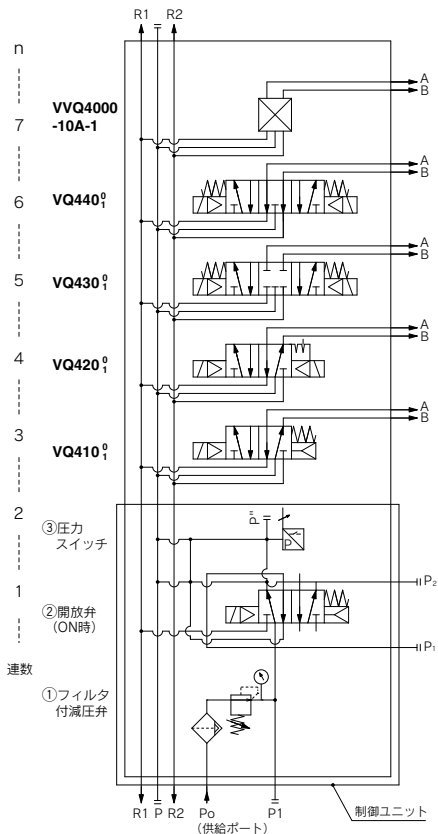 R1 R2
n
7
VVQ4000
-10A-1
A
B
6
VQ440⁰₁
A
B
5
VQ430⁰₁
A
B
4
VQ420⁰₁
A
B
3
VQ410⁰₁
A
B
2
③圧力
スイッチ
P"
P
P₂
1
②開放弁
(ON時)
P₁
連数
①フィルタ
付減圧弁
R1 P R2 Po P1
(供給ポート)
制御ユニット